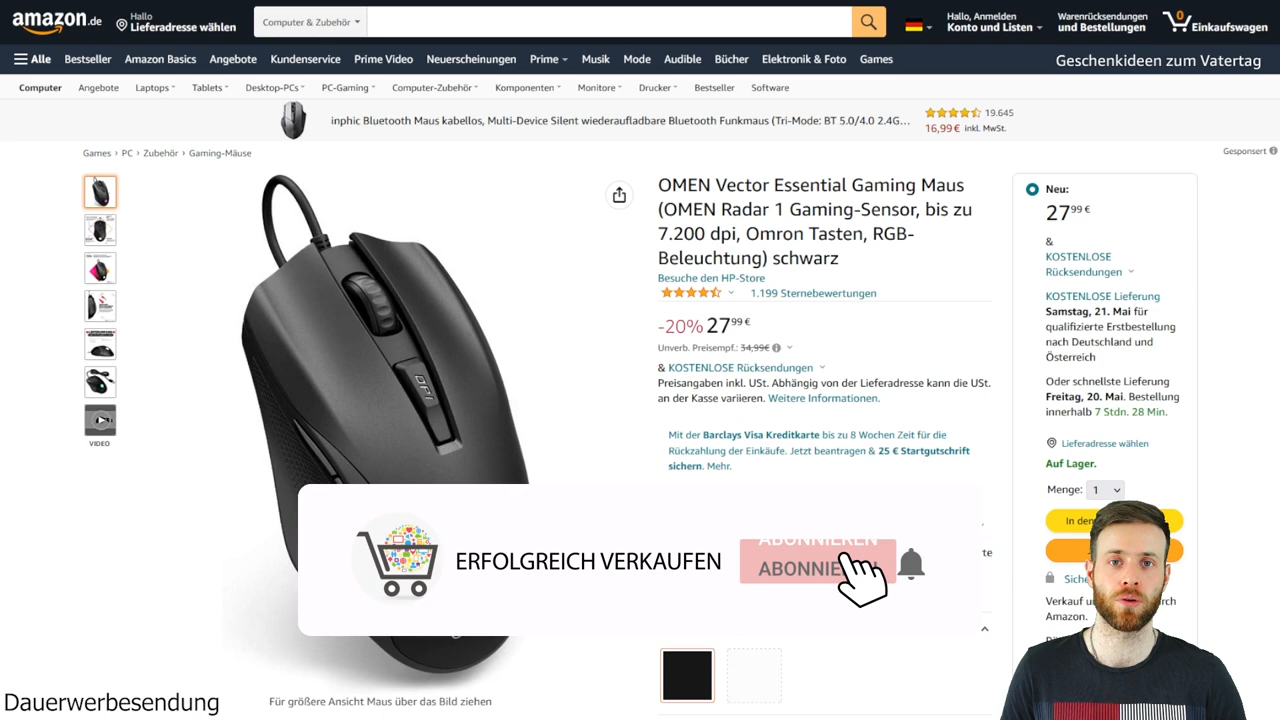 amazon.de
Hallo
Lieferadresse wählen
Computer & Zubehör
Hallo, Anmelden
Konto und Listen
Warenrücksendungen
und Bestellungen
0
Einkaufswagen
Alle
Bestseller
Amazon Basics
Angebote
Kundenservice
Prime Video
Neuerscheinungen
Prime
Musik
Mode
Audible
Bücher
Elektronik & Foto
Games
Geschenkideen zum Vatertag
Computer
Angebote
Laptops
Tablets
Desktop-PCs
PC-Gaming
Computer-Zubehör
Komponenten
Monitore
Drucker
Bestseller
Software
inphic Bluetooth Maus kabellos, Multi-Device Silent wiederaufladbare Bluetooth Funkmaus (Tri-Mode: BT 5.0/4.0 2.4G…
19.645
16,99 € inkl. MwSt.
Gesponsert
Games › PC › Zubehör › Gaming-Mäuse
VIDEO
DPI
Für größere Ansicht Maus über das Bild ziehen
OMEN Vector Essential Gaming Maus
(OMEN Radar 1 Gaming-Sensor, bis zu
7.200 dpi, Omron Tasten, RGB-
Beleuchtung) schwarz
Besuche den HP-Store
1.199 Sternebewertungen
-20% 27,99 €
Unverb. Preisempf.: 34,99€
& KOSTENLOSE Rücksendungen
Preisangaben inkl. USt. Abhängig von der Lieferadresse kann die USt.
an der Kasse variieren. Weitere Informationen.
Mit der Barclays Visa Kreditkarte bis zu 8 Wochen Zeit für die
Rückzahlung der Einkäufe. Jetzt beantragen & 25 € Startgutschrift
sichern. Mehr.
Neu:
27,99 €
&
KOSTENLOSE
Rücksendungen
KOSTENLOSE Lieferung
Samstag, 21. Mai für
qualifizierte Erstbestellung
nach Deutschland und
Österreich
Oder schnellste Lieferung
Freitag, 20. Mai. Bestellung
innerhalb 7 Stdn. 28 Min.
Lieferadresse wählen
Auf Lager.
Menge: 1
In den
Verkauf
Amazon.
ERFOLGREICH VERKAUFEN
ABONNIEREN
Dauerwerbesendung